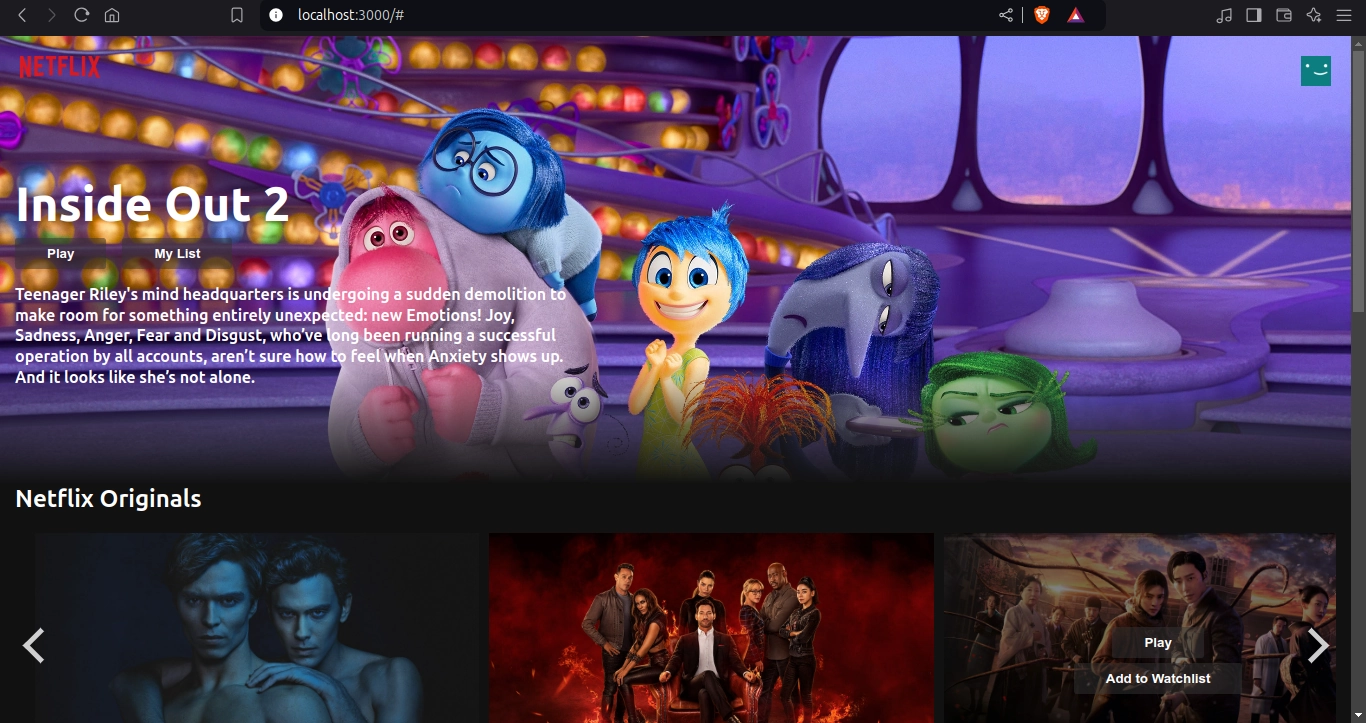 localhost:3000/#
NETFLIX
Inside Out 2
Play
My List
Teenager Riley's mind headquarters is undergoing a sudden demolition to
make room for something entirely unexpected: new Emotions! Joy,
Sadness, Anger, Fear and Disgust, who’ve long been running a successful
operation by all accounts, aren’t sure how to feel when Anxiety shows up.
And it looks like she’s not alone.
Netflix Originals
Play
Add to Watchlist